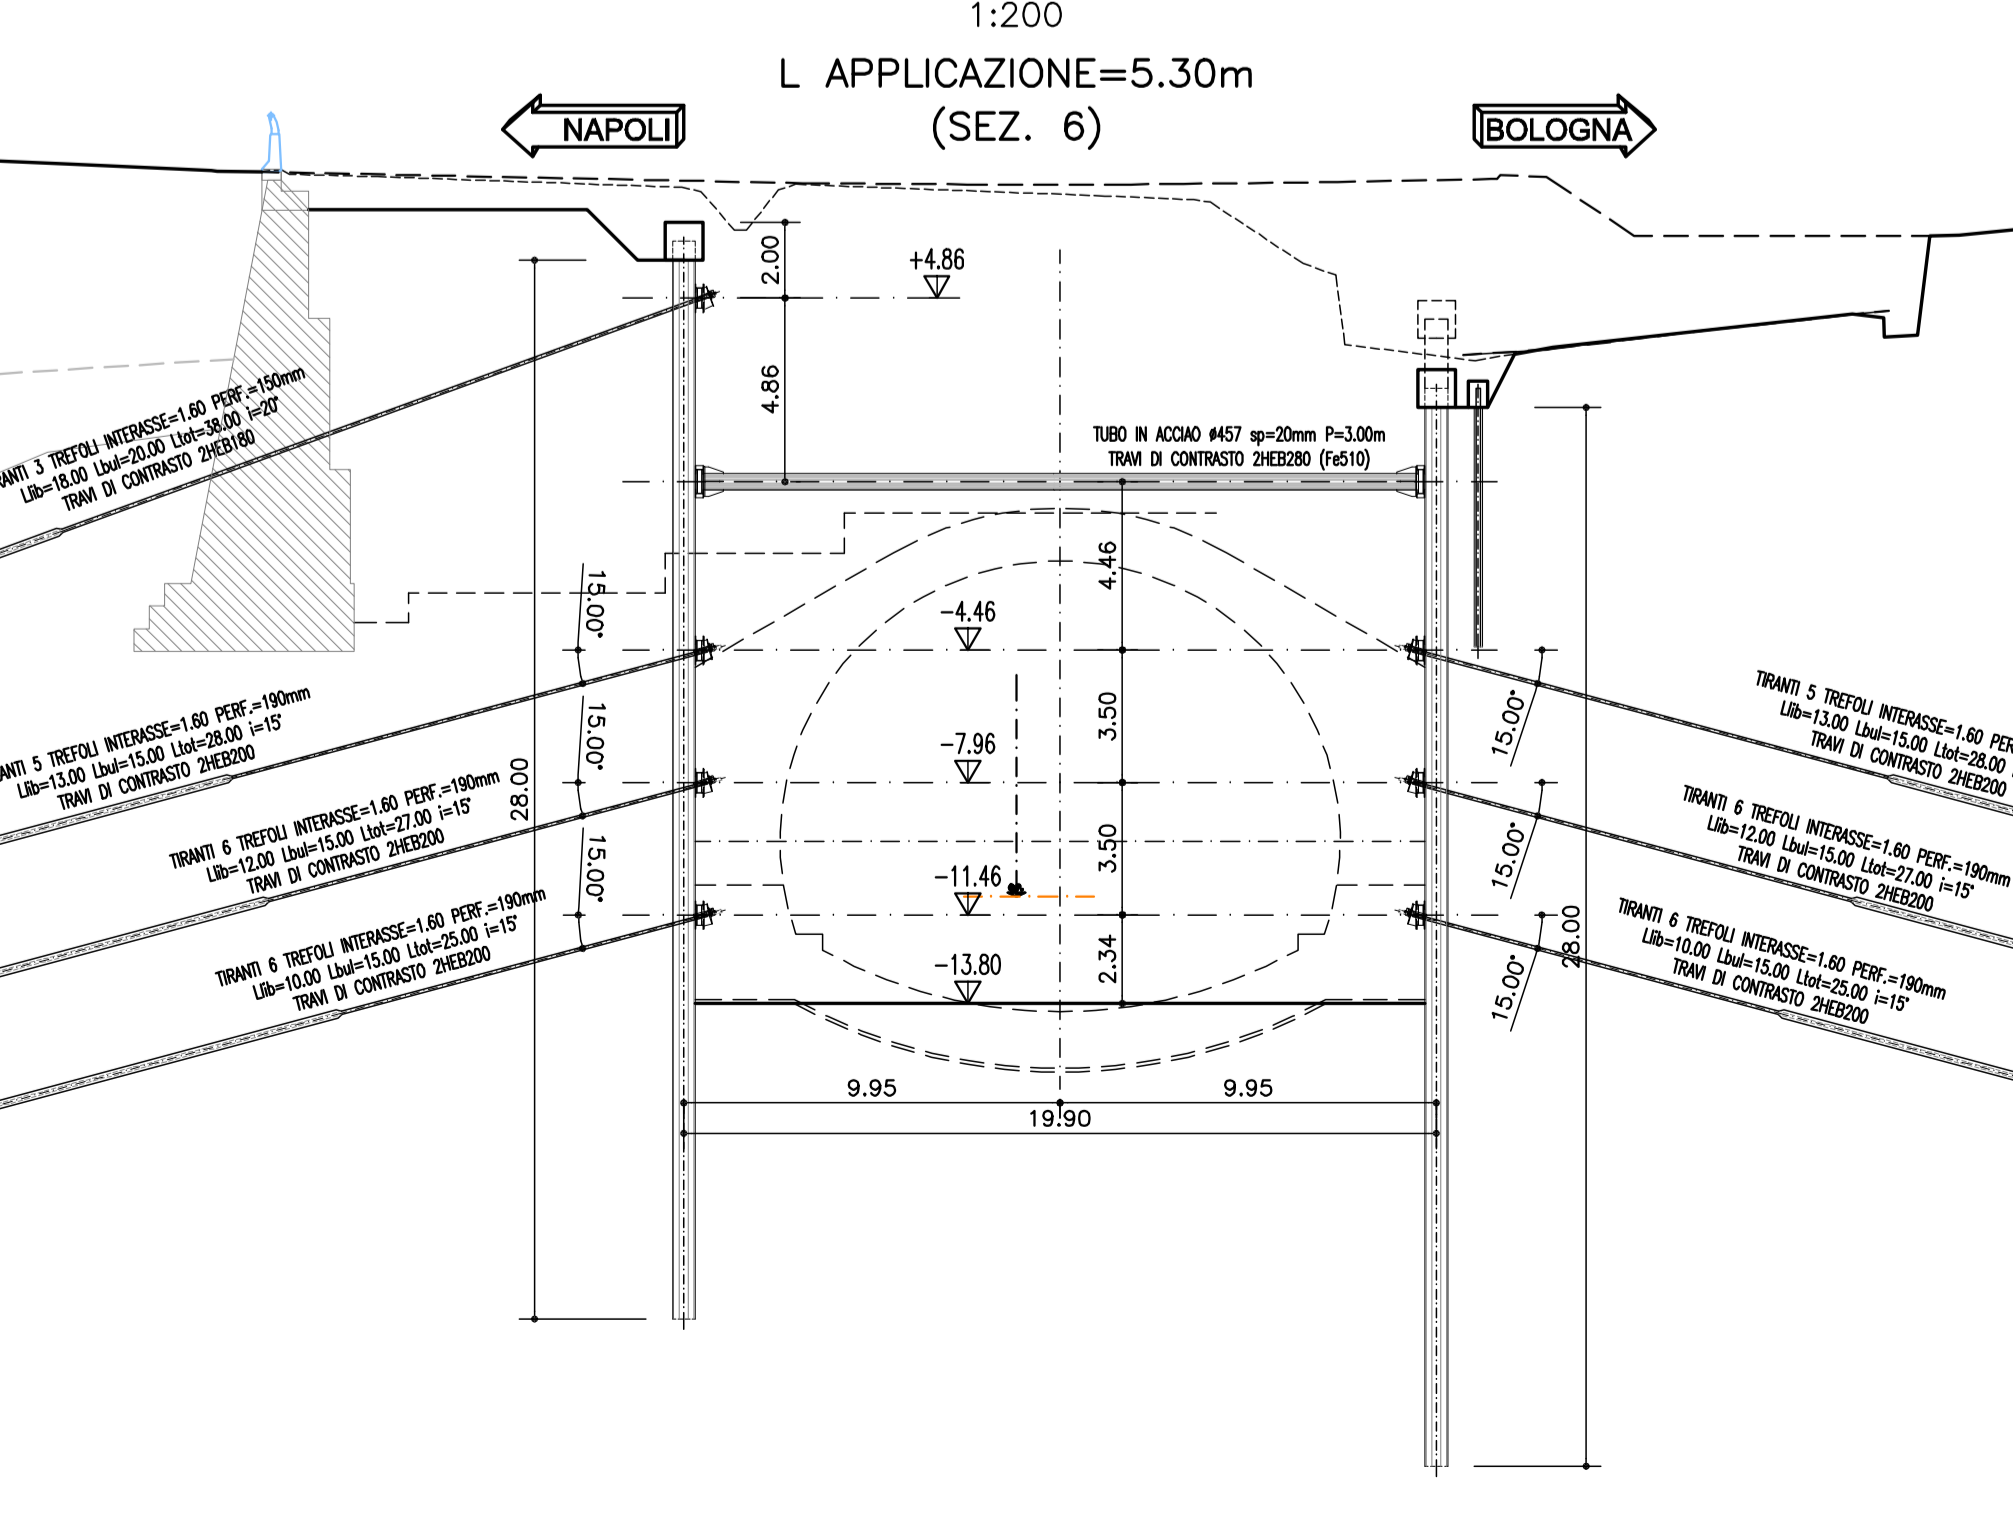 1:200
L APPLICAZIONE=5.30m
(SEZ. 6)
NAPOLI
BOLOGNA
2.00
+4.86
4.86
TUBO IN ACCIAO ø457 sp=20mm P=3.00m
TRAVI DI CONTRASTO 2HEB280 (Fe510)
3 TREFOLI INTERASSE=1.60 PERF.=150mm
Llib=18.00 Lbul=20.00 Ltot=38.00 i=20°
TRAVI DI CONTRASTO 2HEB180
4.46
15.00°
-4.46
5 TREFOLI INTERASSE=1.60 PERF.=190mm
Llib=13.00 Lbul=15.00 Ltot=28.00 i=15°
TRAVI DI CONTRASTO 2HEB200
15.00°
3.50
-7.96
15.00°
TIRANTI 5 TREFOLI INTERASSE=1.60
Llib=13.00 Lbul=15.00 Ltot=28.00
TRAVI DI CONTRASTO 2HEB200
28.00
TIRANTI 6 TREFOLI INTERASSE=1.60 PERF.=190mm
Llib=12.00 Lbul=15.00 Ltot=27.00 i=15°
TRAVI DI CONTRASTO 2HEB200
15.00°
3.50
-11.46
15.00°
TIRANTI 6 TREFOLI INTERASSE=1.60 PERF.=190mm
Llib=12.00 Lbul=15.00 Ltot=27.00 i=15°
TRAVI DI CONTRASTO 2HEB200
TIRANTI 6 TREFOLI INTERASSE=1.60 PERF.=190mm
Llib=10.00 Lbul=15.00 Ltot=25.00 i=15°
TRAVI DI CONTRASTO 2HEB200
2.34
-13.80
15.00°
28.00
TIRANTI 6 TREFOLI INTERASSE=1.60 PERF.=190mm
Llib=10.00 Lbul=15.00 Ltot=25.00 i=15°
TRAVI DI CONTRASTO 2HEB200
9.95
9.95
19.90